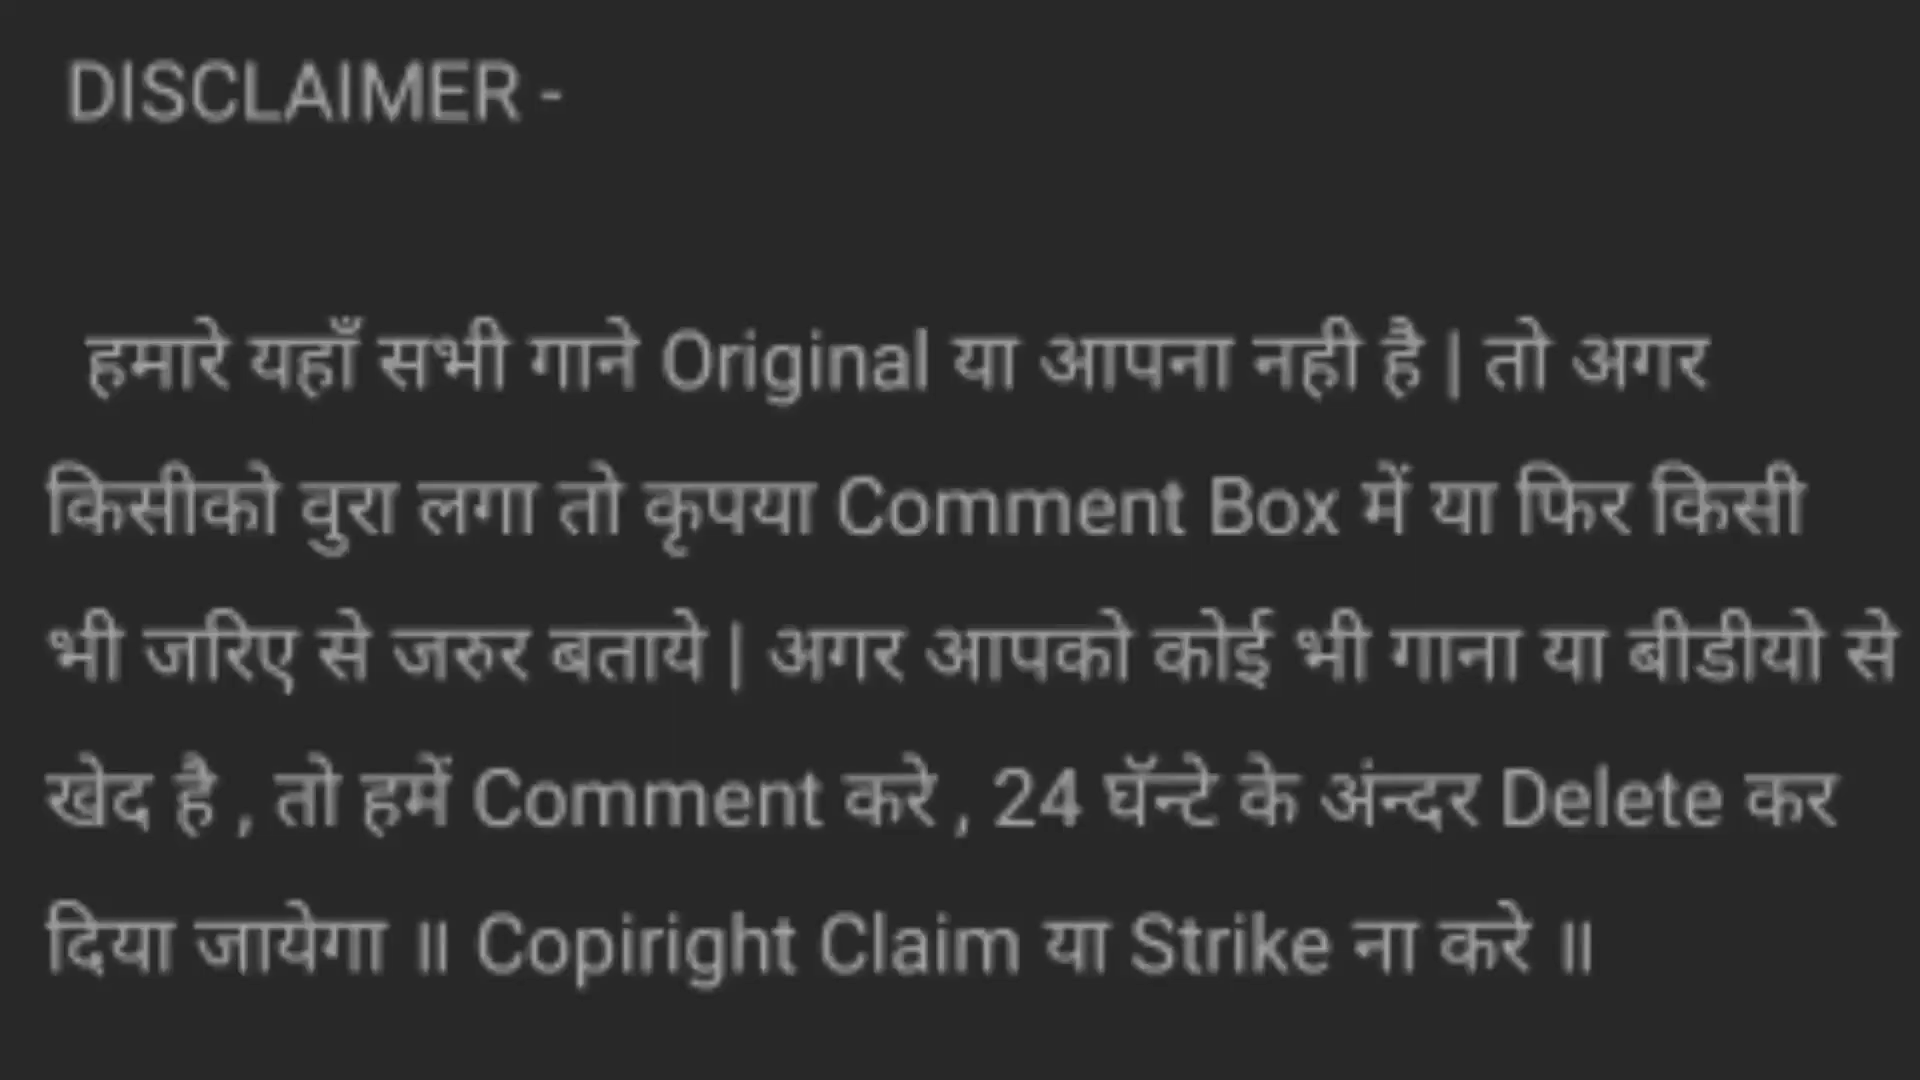 DISCLAIMER -
हमारे यहाँ सभी गाने Original या आपना नही है | तो अगर
किसीको वुरा लगा तो कृपया Comment Box में या फिर किसी
भी जरिए से जरुर बताये | अगर आपको कोई भी गाना या बीडीयो से
खेद है , तो हमें Comment करे , 24 घॅन्टे के अंन्दर Delete कर
दिया जायेगा ॥ Copiright Claim या Strike ना करे ॥